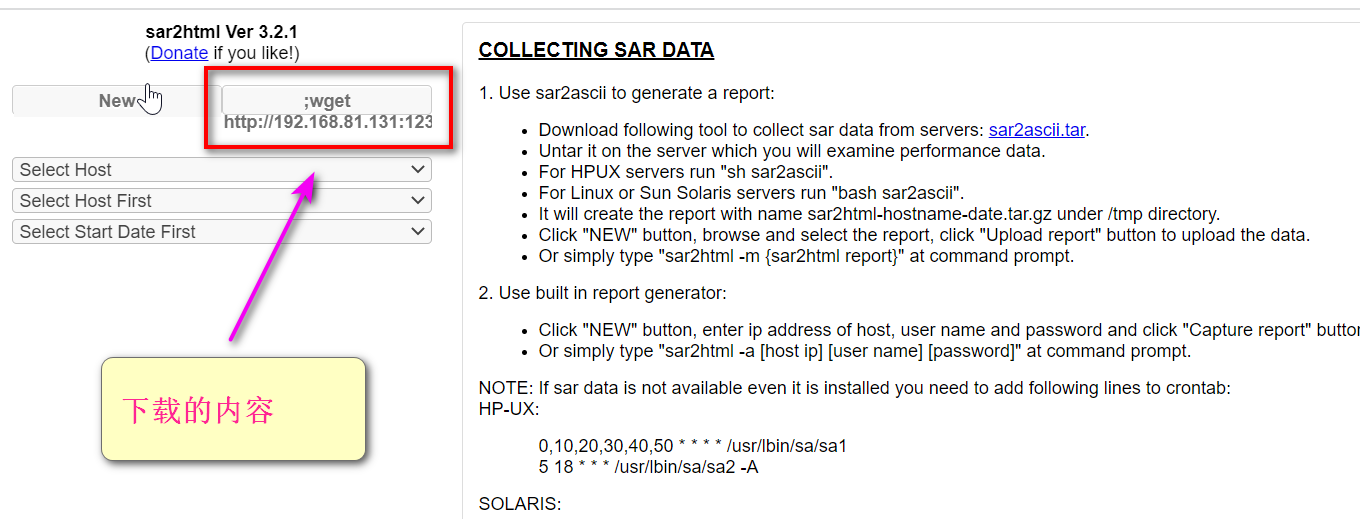 sar2html Ver 3.2.1
(Donate if you like!)
New
;wget
http://192.168.81.131:123
Select Host
Select Host First
Select Start Date First
下载的内容
COLLECTING SAR DATA
1. Use sar2ascii to generate a report:
Download following tool to collect sar data from servers: sar2ascii.tar.
Untar it on the server which you will examine performance data.
For HPUX servers run "sh sar2ascii".
For Linux or Sun Solaris servers run "bash sar2ascii".
It will create the report with name sar2html-hostname-date.tar.gz under /tmp directory.
Click "NEW" button, browse and select the report, click "Upload report" button to upload the data.
Or simply type "sar2html -m {sar2html report}" at command prompt.
2. Use built in report generator:
Click "NEW" button, enter ip address of host, user name and password and click "Capture report" button
Or simply type "sar2html -a [host ip] [user name] [password]" at command prompt.
NOTE: If sar data is not available even it is installed you need to add following lines to crontab:
HP-UX:
0,10,20,30,40,50 * * * * /usr/lbin/sa/sa1
5 18 * * * /usr/lbin/sa/sa2 -A
SOLARIS: